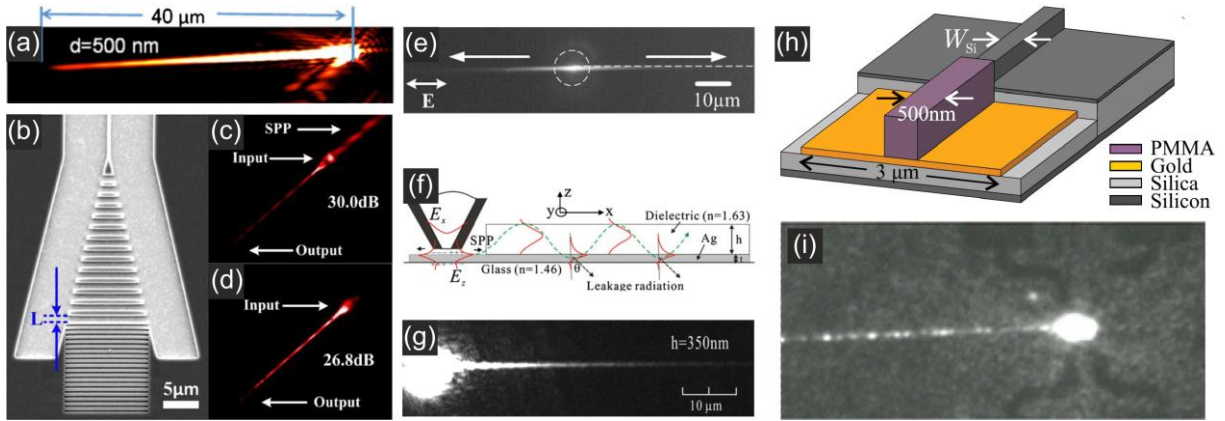 (a)
40 μm
d=500 nm
(b)
L
5μm
(c)
SPP
Input
30.0dB
Output
(d)
Input
26.8dB
Output
(e)
E
10μm
(f)
z
y
x
Ex
SPP
Dielectric (n=1.63)
h
Ag
t
Glass (n=1.46)
θ
Ez
Leakage radiation
(g)
h=350nm
10 μm
(h)
WSi
500nm
3 μm
PMMA
Gold
Silica
Silicon
(i)